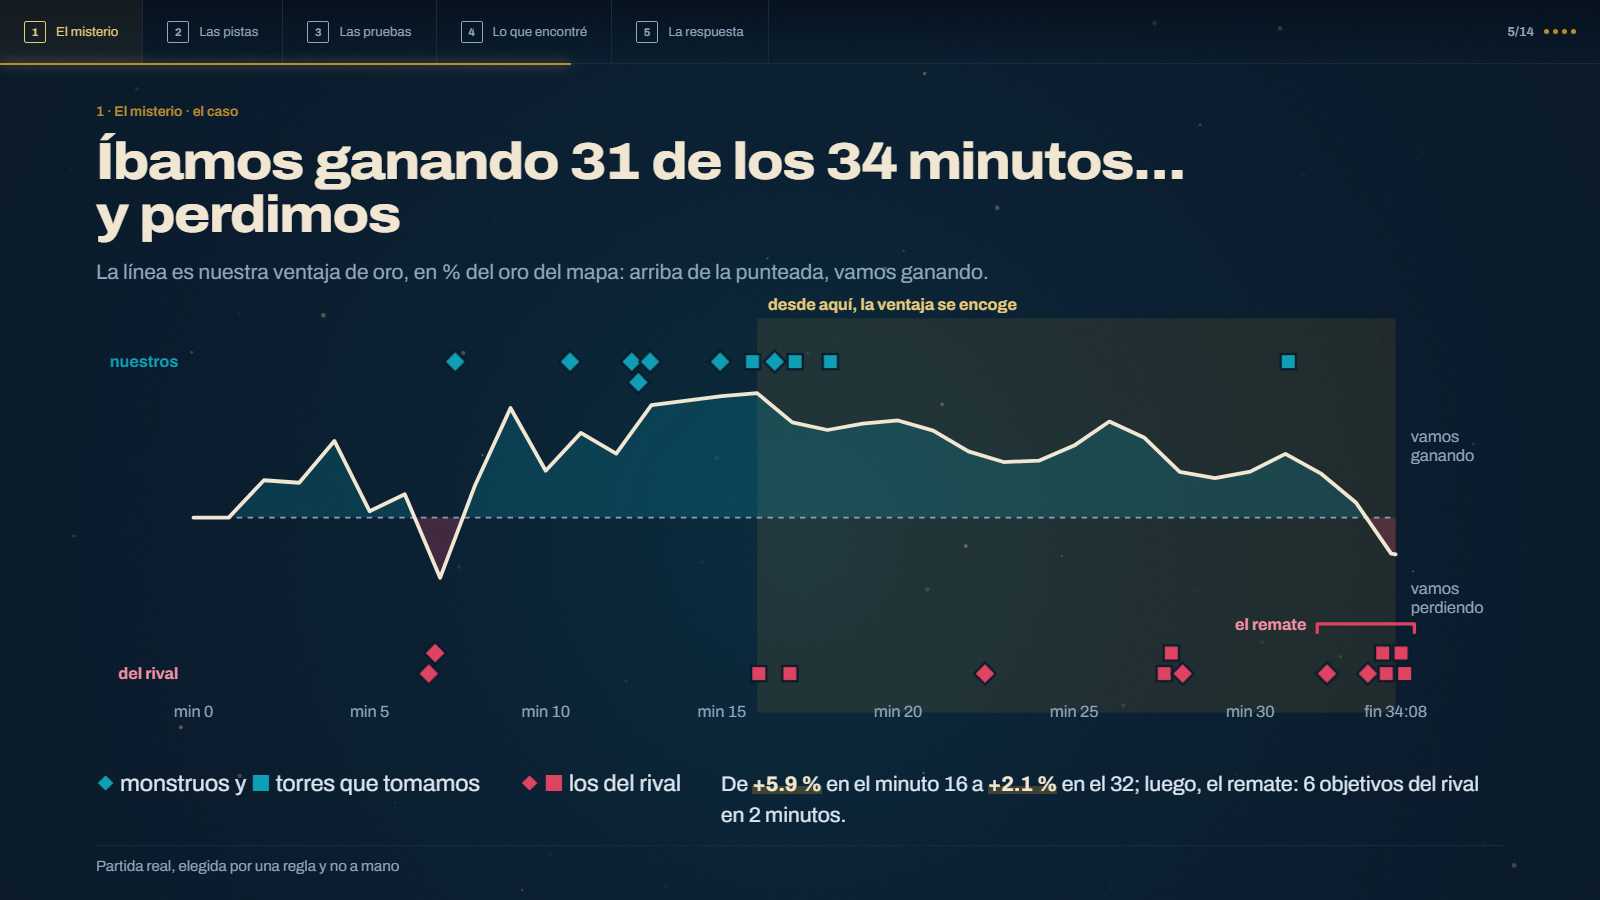 1 El misterio
2 Las pistas
3 Las pruebas
4 Lo que encontré
5 La respuesta
5/14
1 · El misterio · el caso
Íbamos ganando 31 de los 34 minutos...
y perdimos
La línea es nuestra ventaja de oro, en % del oro del mapa: arriba de la punteada, vamos ganando.
desde aquí, la ventaja se encoge
nuestros
vamos
ganando
vamos
perdiendo
el remate
del rival
min 0
min 5
min 10
min 15
min 20
min 25
min 30
fin 34:08
monstruos y torres que tomamos
los del rival
De +5.9 % en el minuto 16 a +2.1 % en el 32; luego, el remate: 6 objetivos del rival
en 2 minutos.
Partida real, elegida por una regla y no a mano